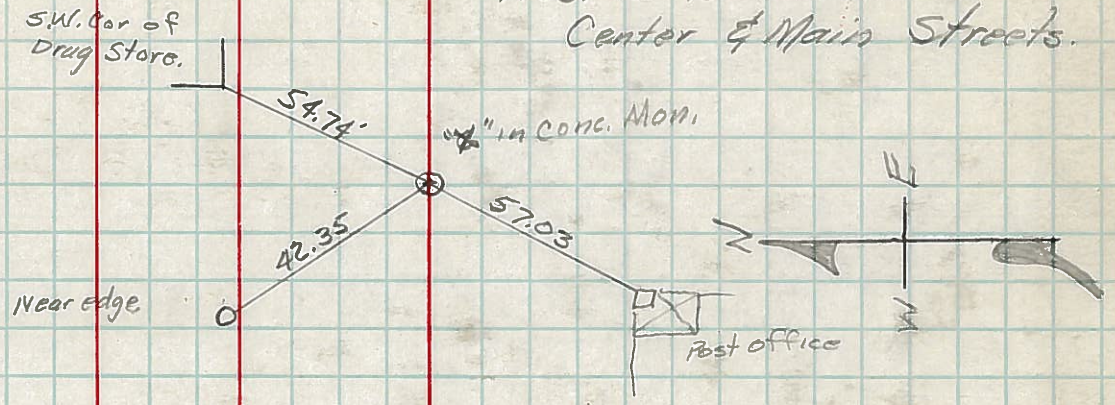 S.W. Cor of
Drug Store.
Center & Main Streets.
54.74'
"X" in Conc. Mon.
57.03
42.35
Near edge
Post office
N
E
W